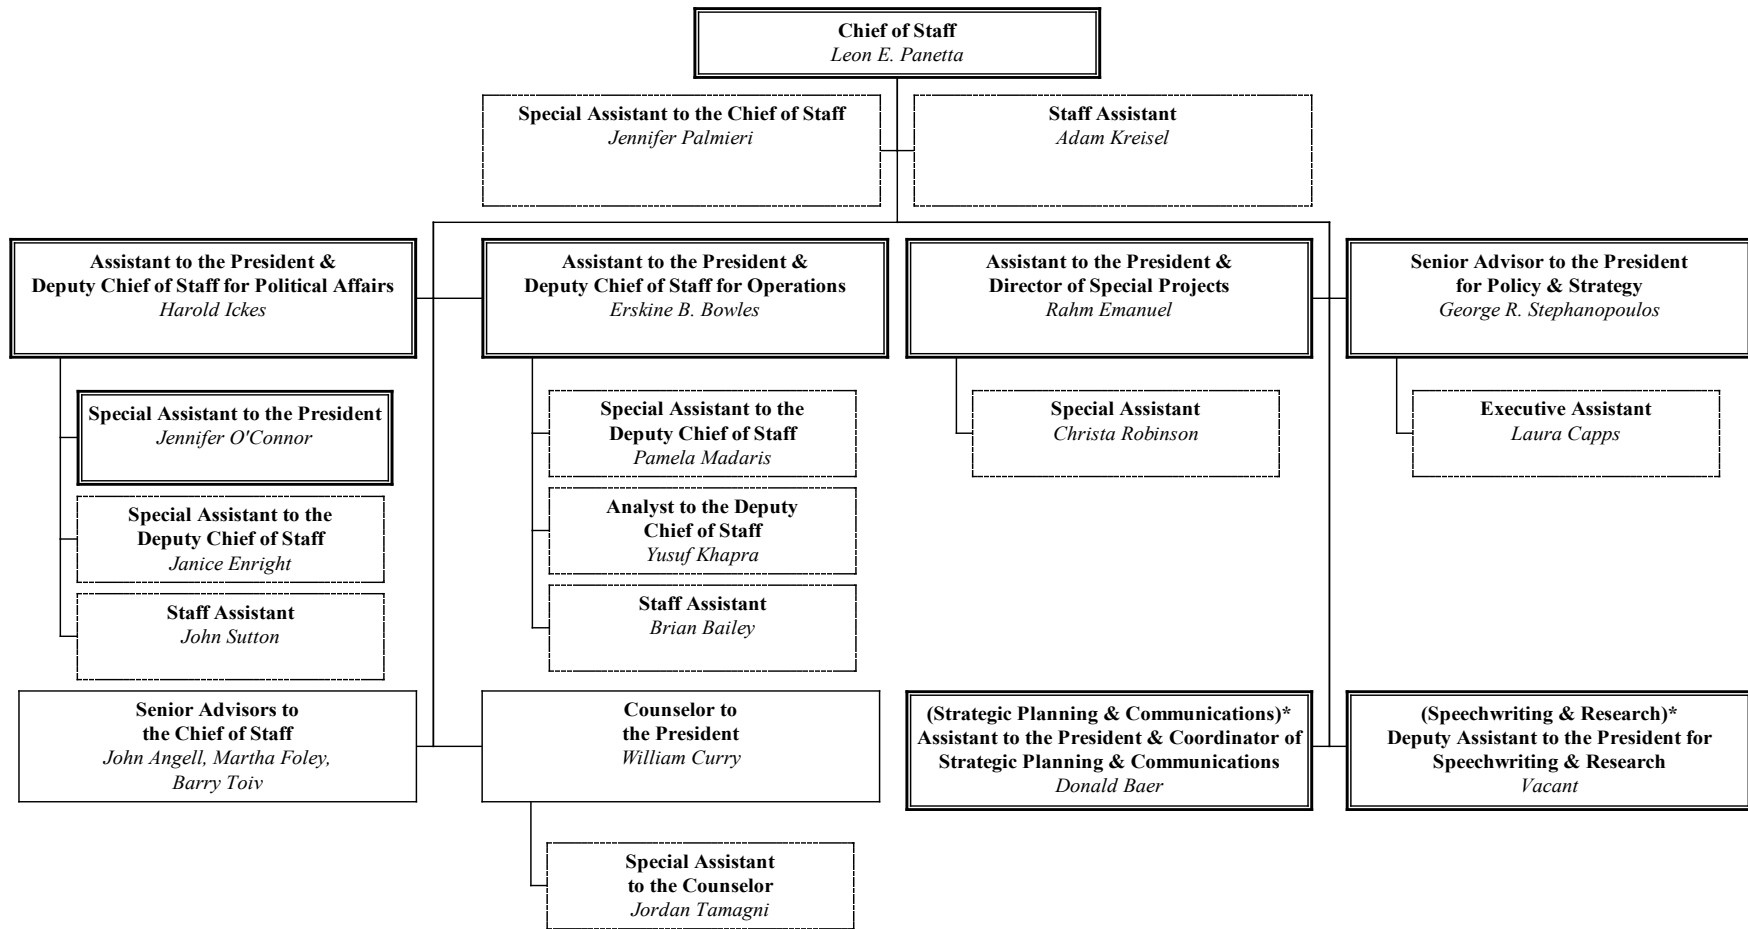 Chief of Staff
Leon E. Panetta
Special Assistant to the Chief of Staff
Jennifer Palmieri
Staff Assistant
Adam Kreisel
Assistant to the President &
Deputy Chief of Staff for Political Affairs
Harold Ickes
Assistant to the President &
Deputy Chief of Staff for Operations
Erskine B. Bowles
Assistant to the President &
Director of Special Projects
Rahm Emanuel
Senior Advisor to the President
for Policy & Strategy
George R. Stephanopoulos
Special Assistant to the President
Jennifer O'Connor
Special Assistant to the
Deputy Chief of Staff
Janice Enright
Staff Assistant
John Sutton
Special Assistant to the
Deputy Chief of Staff
Pamela Madaris
Analyst to the Deputy
Chief of Staff
Yusuf Khapra
Staff Assistant
Brian Bailey
Special Assistant
Christa Robinson
Executive Assistant
Laura Capps
Senior Advisors to
the Chief of Staff
John Angell, Martha Foley,
Barry Toiv
Counselor to
the President
William Curry
(Strategic Planning & Communications)*
Assistant to the President & Coordinator of
Strategic Planning & Communications
Donald Baer
(Speechwriting & Research)*
Deputy Assistant to the President for
Speechwriting & Research
Vacant
Special Assistant
to the Counselor
Jordan Tamagni